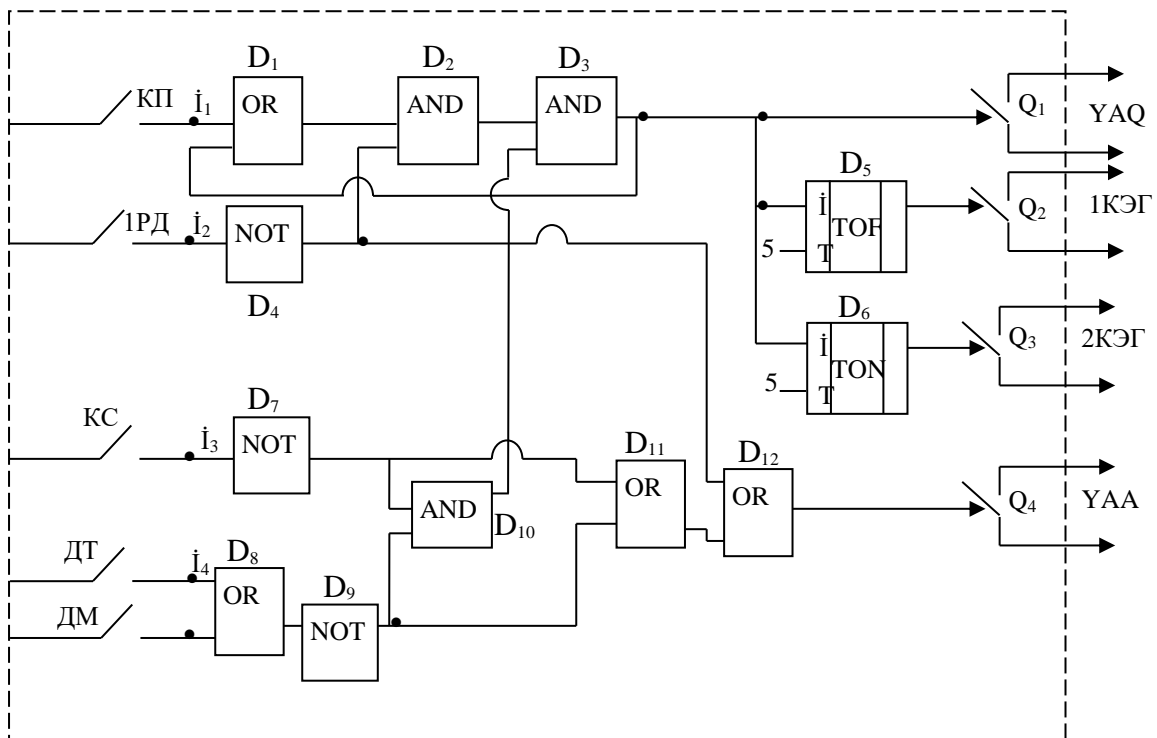 D₁
D₂
D₃
КП
i̇₁
OR
AND
AND
Q₁
YAQ
D₅
1РД
i̇₂
NOT
i̇
TOF
5
T
Q₂
1КЭГ
D₄
D₆
i̇
TON
5
T
Q₃
2КЭГ
D₇
КС
i̇₃
NOT
D₁₁
D₁₂
OR
OR
AND
D₁₀
Q₄
YAA
ДТ
i̇₄
D₈
OR
D₉
ДМ
NOT